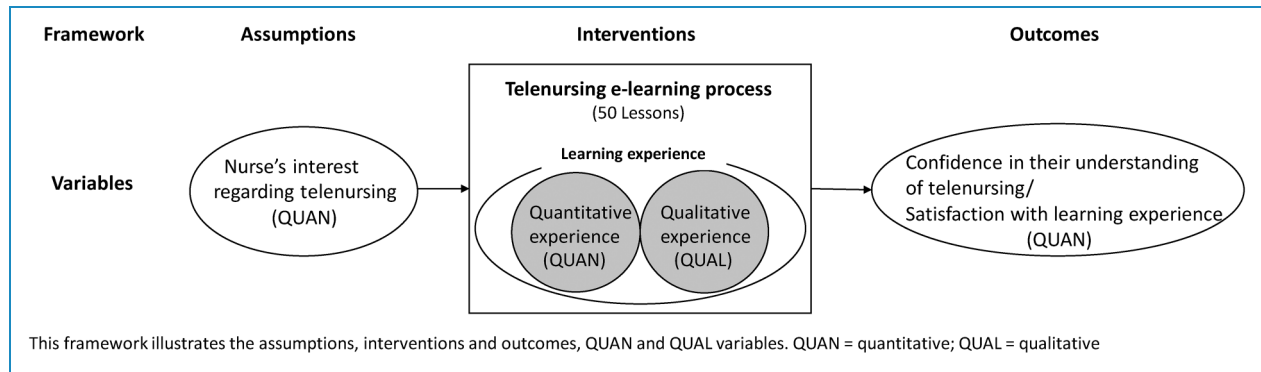 Framework Assumptions Interventions Outcomes
Telenursing e-learning process
(50 Lessons)
Learning experience
Variables
Nurse's interest
regarding telenursing
(QUAN)
Quantitative
experience
(QUAN)
Qualitative
experience
(QUAL)
Confidence in their understanding
of telenursing/
Satisfaction with learning experience
(QUAN)
This framework illustrates the assumptions, interventions and outcomes, QUAN and QUAL variables. QUAN = quantitative; QUAL = qualitative